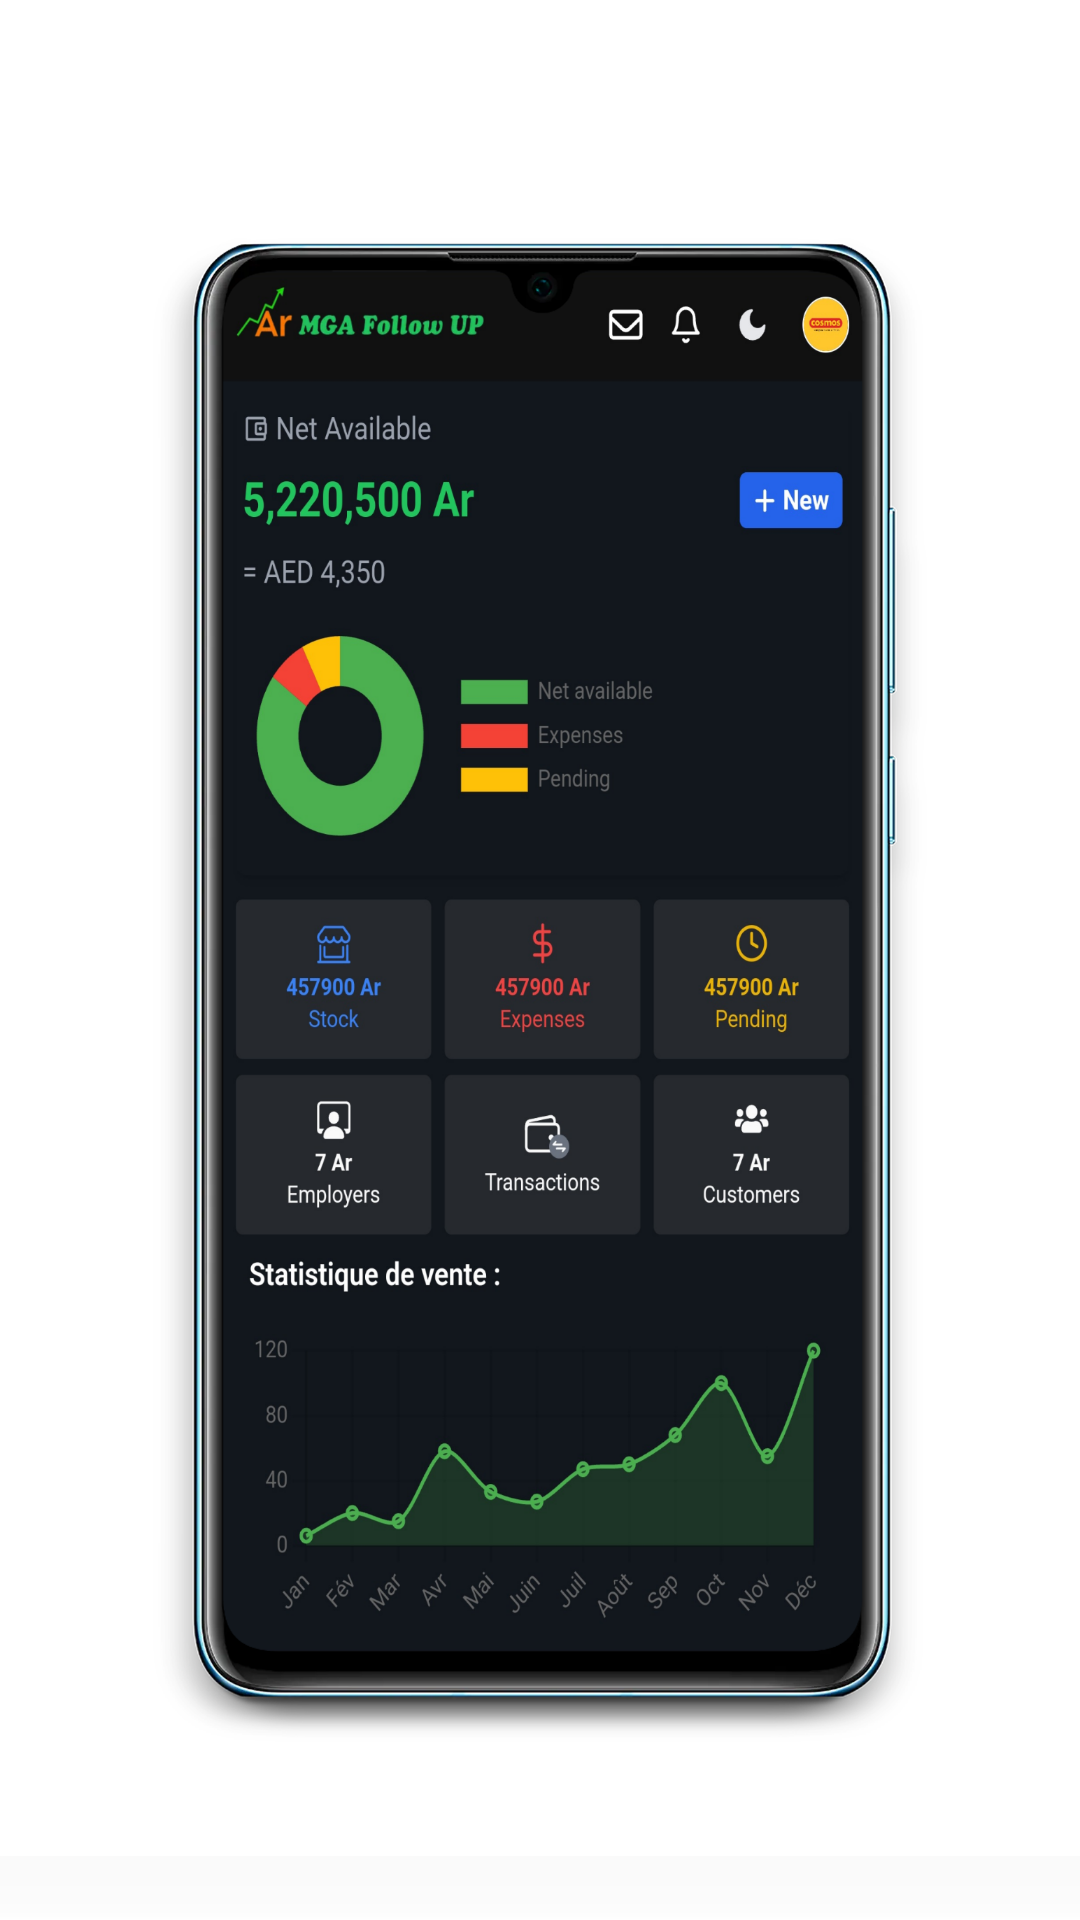 Ar MGA Follow UP
cosmos
Net Available
5,220,500 Ar
+ New
= AED 4,350
Net available
Expenses
Pending
457900 Ar
Stock
457900 Ar
Expenses
457900 Ar
Pending
7 Ar
Employers
Transactions
7 Ar
Customers
Statistique de vente :
120
80
40
0
Jan Fév Mar Avr Mai Juin Juil Août Sep Oct Nov Déc